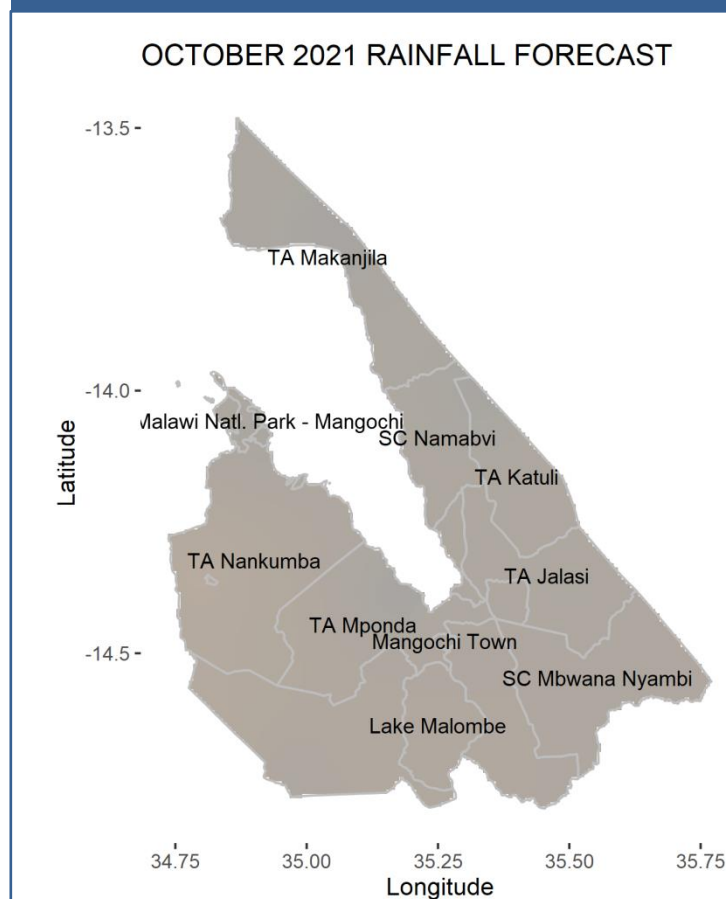 OCTOBER 2021 RAINFALL FORECAST
-13.5
TA Makanjila
-14.0
Malawi Natl. Park - Mangochi
SC Namabvi
TA Katuli
Latitude
TA Nankumba
TA Jalasi
TA Mponda
Mangochi Town
-14.5
SC Mbwana Nyambi
Lake Malombe
34.75 35.00 35.25 35.50 35.75
Longitude